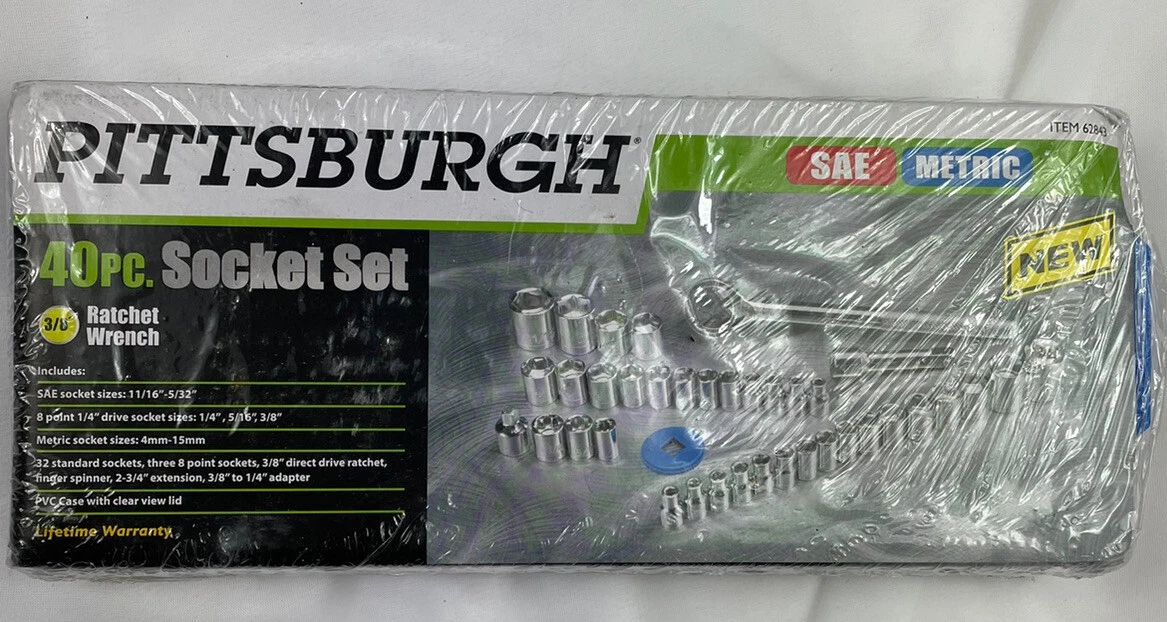 PITTSBURGH®
ITEM 62843
SAE METRIC
NEW
40PC. Socket Set
3/8" Ratchet
Wrench
Includes:
SAE socket sizes: 11/16"-5/32"
8 point 1/4" drive socket sizes: 1/4", 5/16", 3/8"
Metric socket sizes: 4mm-15mm
32 standard sockets, three 8 point sockets, 3/8" direct drive ratchet,
finger spinner, 2-3/4" extension, 3/8" to 1/4" adapter
PVC Case with clear view lid
Lifetime Warranty